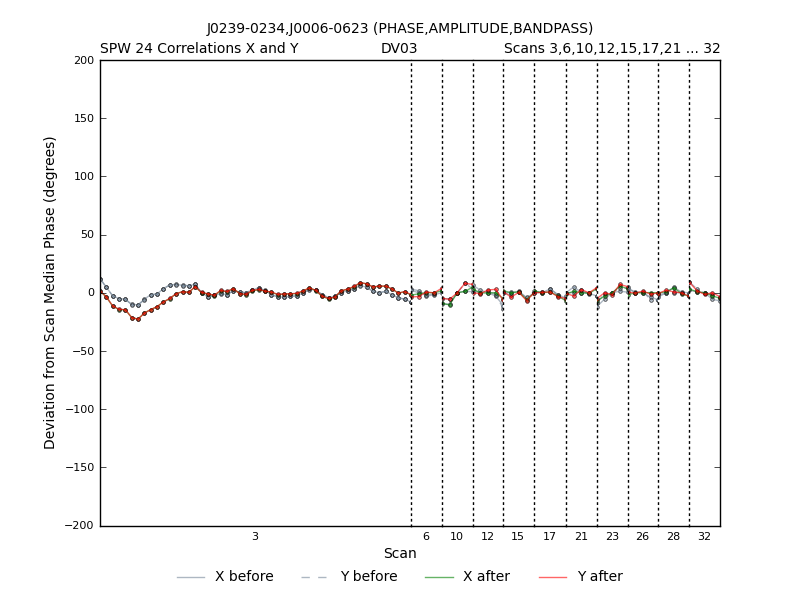 J0239-0234,J0006-0623 (PHASE,AMPLITUDE,BANDPASS)
SPW 24 Correlations X and Y DV03 Scans 3,6,10,12,15,17,21 ... 32
200
150
100
50
0
−50
−100
−150
−200
Deviation from Scan Median Phase (degrees)
3 6 10 12 15 17 21 23 26 28 32
Scan
X before Y before X after Y after